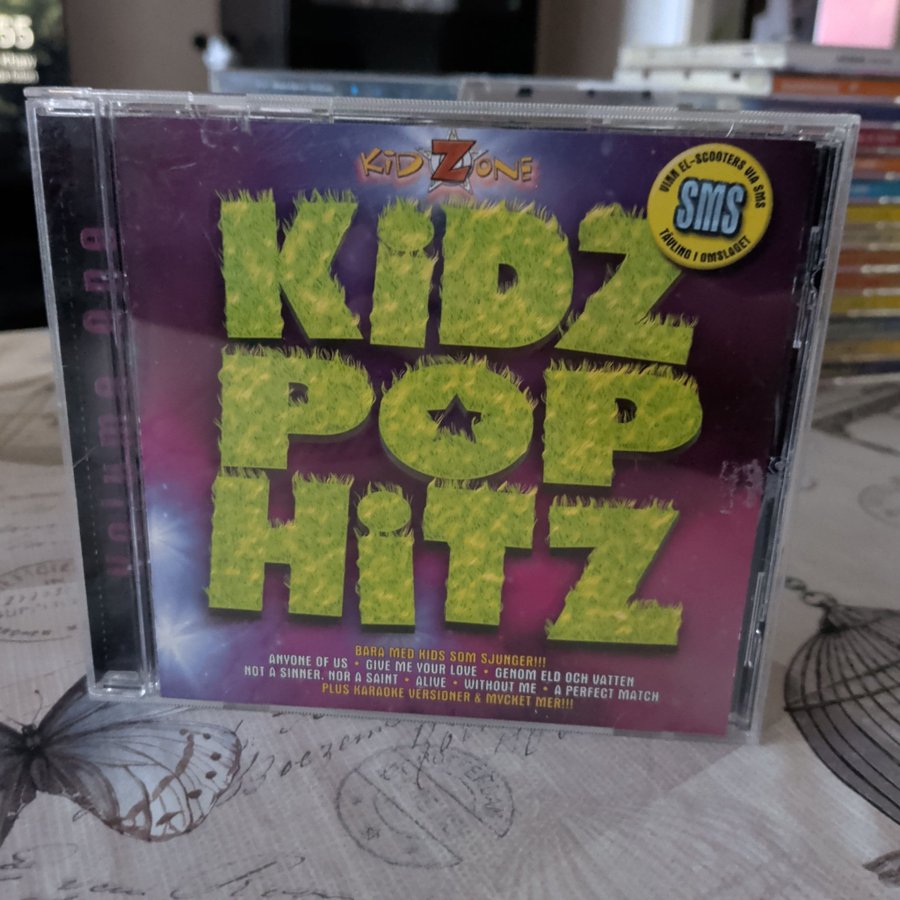 55
KiDZONE
KiDZ
POP
HiTZ
VINN EL-SCOOTERS VIA SMS
SMS
TÄVLING I OMSLAGET
volume one
BARA MED KIDS SOM SJUNGER!!!
ANYONE OF US • GIVE ME YOUR LOVE • GENOM ELD OCH VATTEN
NOT A SINNER, NOR A SAINT • ALIVE • WITHOUT ME • A PERFECT MATCH
PLUS KARAOKE VERSIONER & MYCKET MER!!!